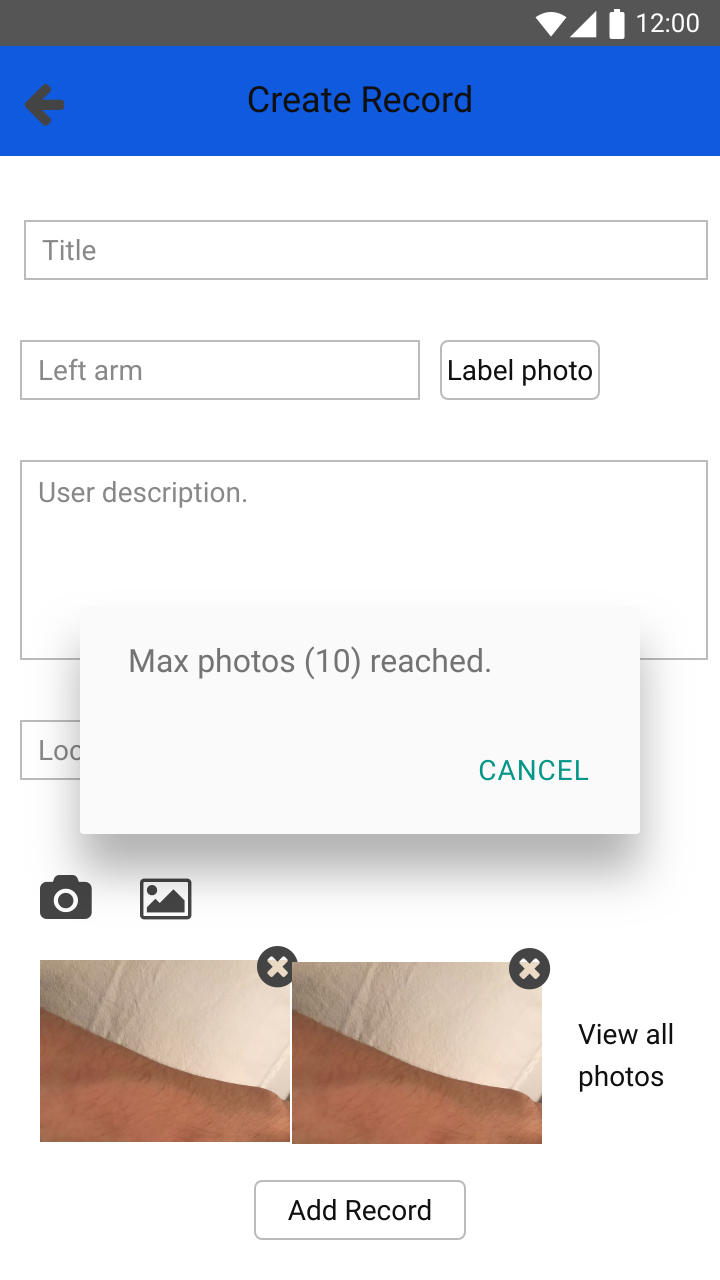 12:00
Create Record
Title
Left arm
Label photo
User description.
Max photos (10) reached.
Loc
CANCEL
View all
photos
Add Record